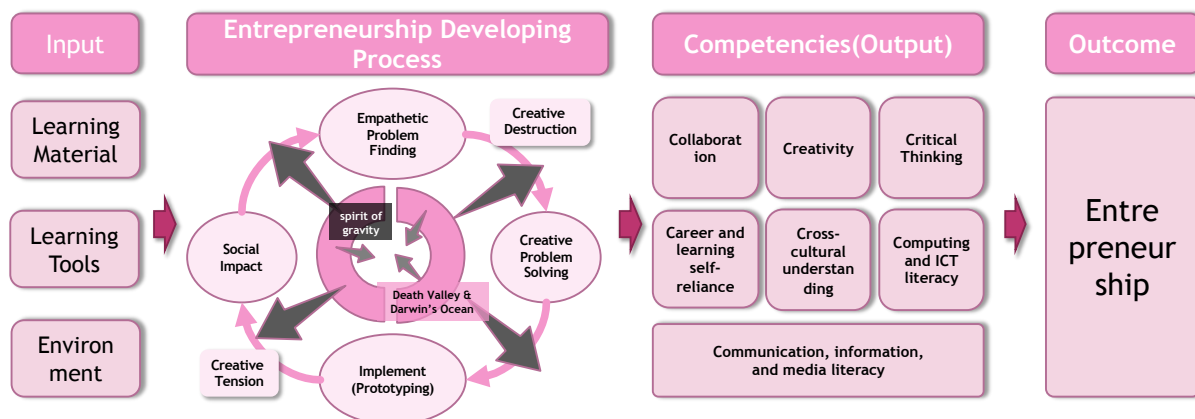 Input
Entrepreneurship Developing
Process
Competencies(Output)
Outcome
Learning
Material
Learning
Tools
Environ
ment
Empathetic
Problem
Finding
Creative
Destruction
spirit of
gravity
Social
Impact
Creative
Problem
Solving
Death Valley &
Darwin's Ocean
Creative
Tension
Implement
(Prototyping)
Collaborat
ion
Creativity
Critical
Thinking
Career and
learning
self-
reliance
Cross-
cultural
understan
ding
Computing
and ICT
literacy
Communication, information,
and media literacy
Entre
preneur
ship